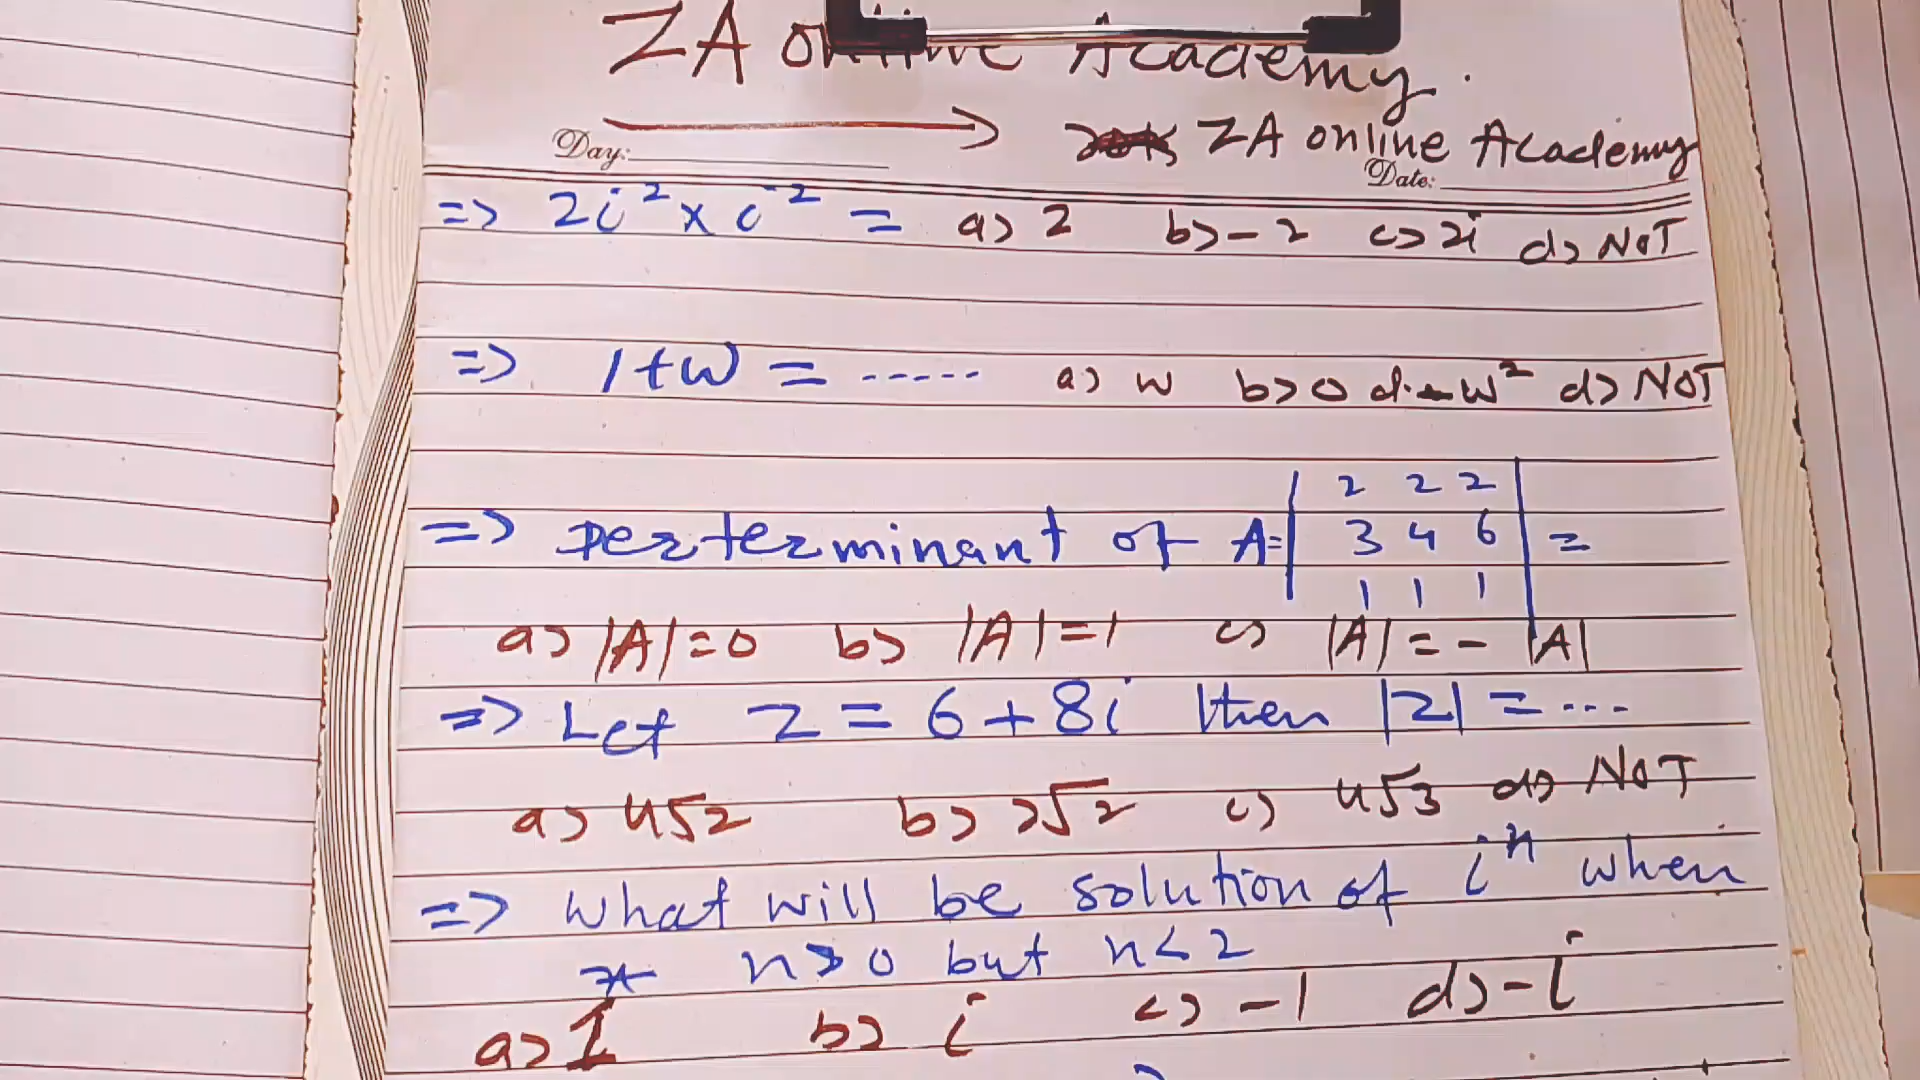 ZA online Academy.
ZA online Academy
Day:
Date:
=> 2i² x i² = a> 2 b> -2 c> 2i d> NOT
=> 1+w = ..... a) w b> 0 d. -w² d> NOT
=> Perterminant of A= | 2 2 2 | =
3 4 6
1 1 1
a> |A|=0 b> |A|=1 c> |A| = - |A|
=> Let Z = 6 + 8i then |Z| = ...
a> 4√2 b> 2√2 c> 4√3 d> NOT
=> what will be solution of iⁿ when
n>0 but n<2
a> 1 b> i c> -1 d> -i